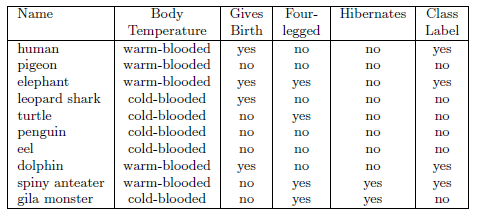 Name Body Gives Four- Hibernates Class
Temperature Birth legged Label
human warm-blooded yes no no yes
pigeon warm-blooded no no no no
elephant warm-blooded yes yes no yes
leopard shark cold-blooded no no no no
turtle cold-blooded no yes no no
penguin cold-blooded no no no no
eel cold-blooded no no no no
dolphin warm-blooded yes no no yes
spiny anteater warm-blooded no yes yes yes
gila monster cold-blooded no yes yes no